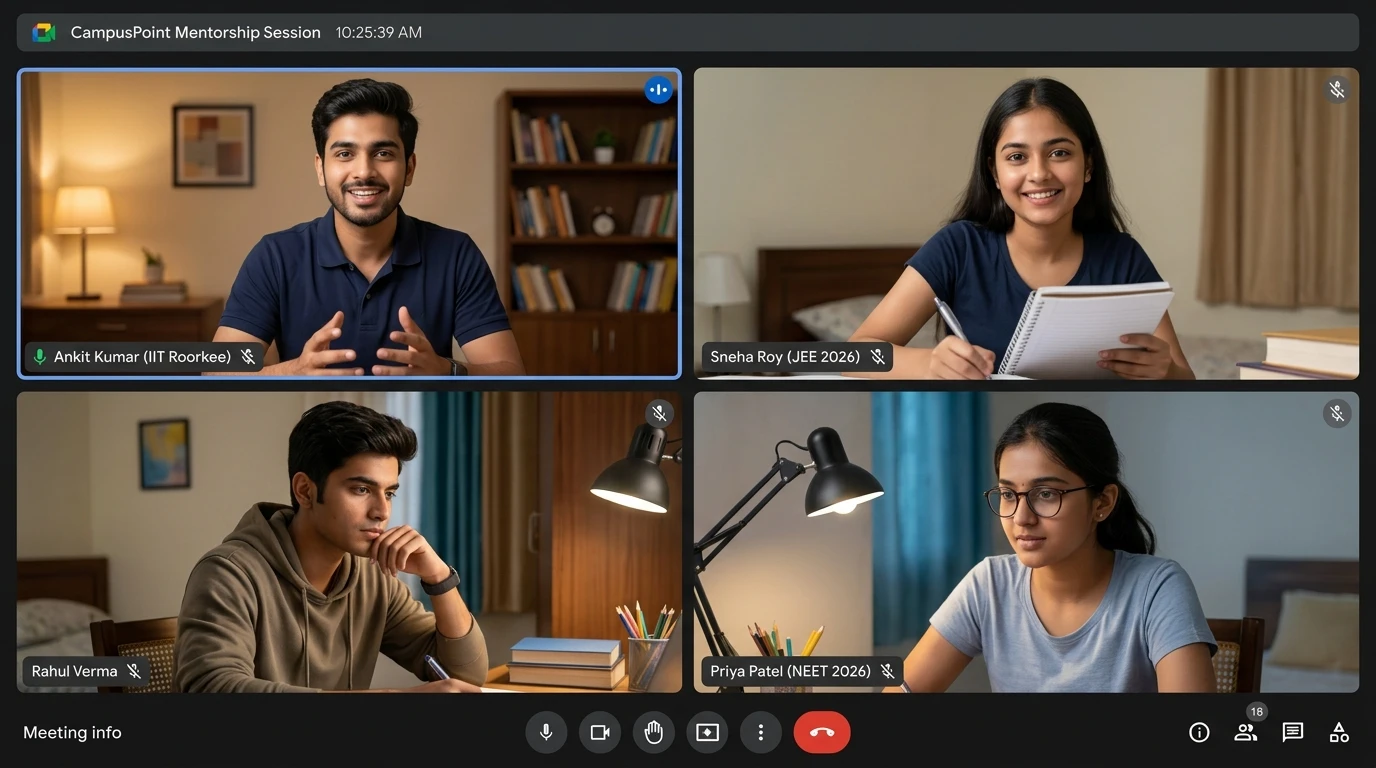 CampusPoint Mentorship Session 10:25:39 AM
Ankit Kumar (IIT Roorkee)
Sneha Roy (JEE 2026)
Rahul Verma
Priya Patel (NEET 2026)
Meeting info
18